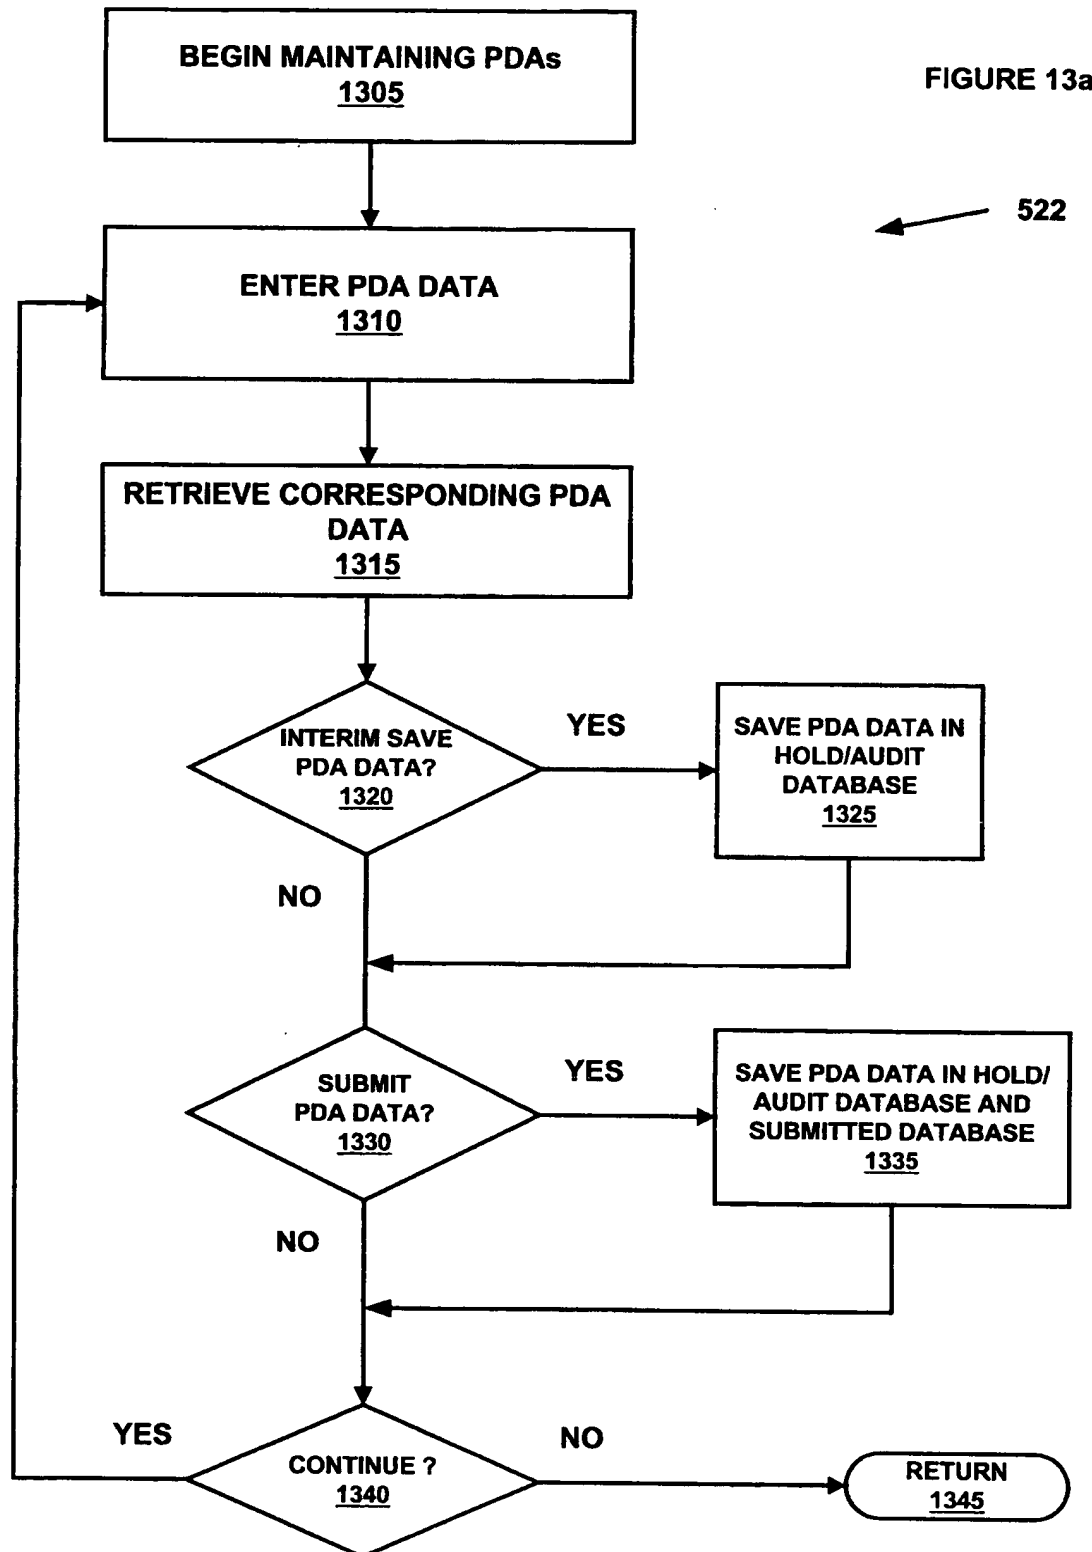 BEGIN MAINTAINING PDAs
1305
FIGURE 13a
522
ENTER PDA DATA
1310
RETRIEVE CORRESPONDING PDA
DATA
1315
INTERIM SAVE
PDA DATA?
1320
YES
SAVE PDA DATA IN
HOLD/AUDIT
DATABASE
1325
NO
SUBMIT
PDA DATA?
1330
YES
SAVE PDA DATA IN HOLD/
AUDIT DATABASE AND
SUBMITTED DATABASE
1335
NO
YES
CONTINUE ?
1340
NO
RETURN
1345